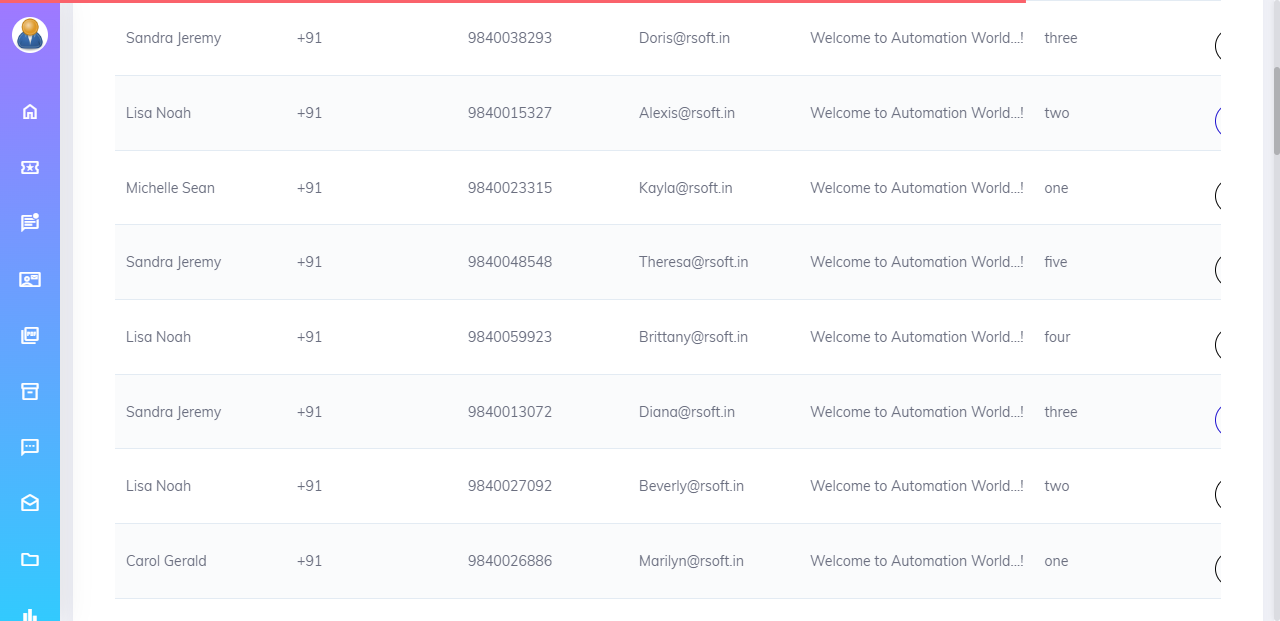 Sandra Jeremy +91 9840038293 Doris@rsoft.in Welcome to Automation World...! three
Lisa Noah +91 9840015327 Alexis@rsoft.in Welcome to Automation World...! two
Michelle Sean +91 9840023315 Kayla@rsoft.in Welcome to Automation World...! one
Sandra Jeremy +91 9840048548 Theresa@rsoft.in Welcome to Automation World...! five
Lisa Noah +91 9840059923 Brittany@rsoft.in Welcome to Automation World...! four
Sandra Jeremy +91 9840013072 Diana@rsoft.in Welcome to Automation World...! three
Lisa Noah +91 9840027092 Beverly@rsoft.in Welcome to Automation World...! two
Carol Gerald +91 9840026886 Marilyn@rsoft.in Welcome to Automation World...! one